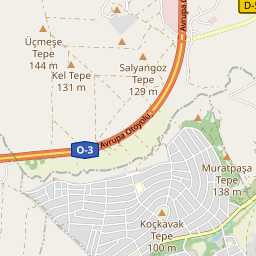 D-5
Avrupa O
Üçmeşe
Tepe
144 m
Kel Tepe
131 m
Salyangoz
Tepe
129 m
Avrupa Otoyolu
O-3
Avrupa Otoyolu
Muratpaşa
Tepe
138 m
Koçkavak
Tepe
100 m